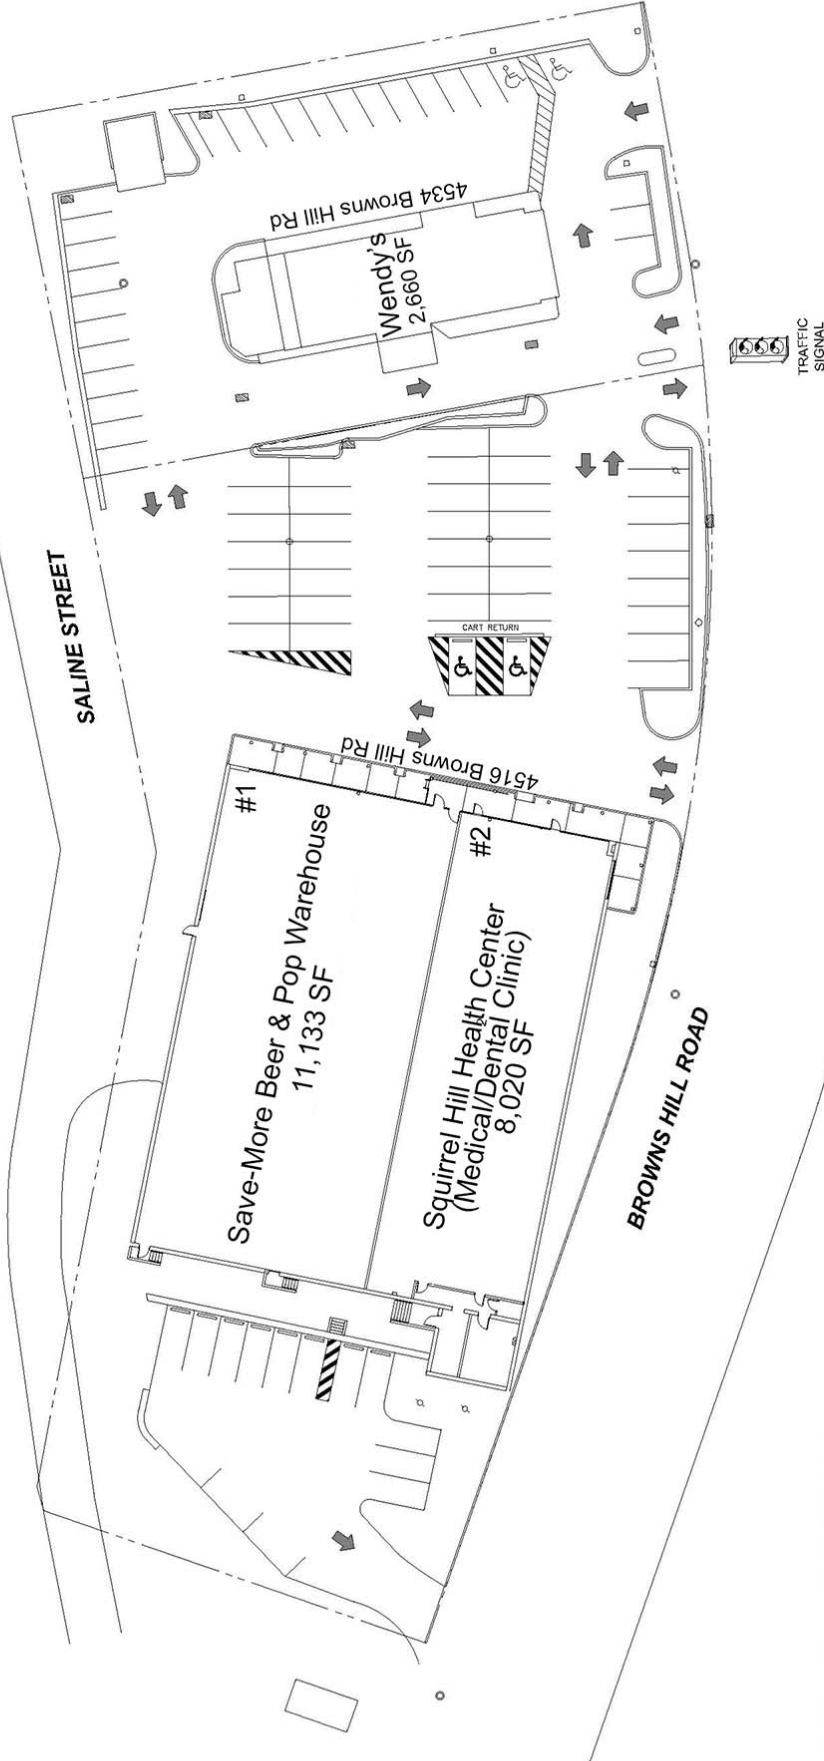 4534 Browns Hill Rd
Wendy's
2,660 SF
TRAFFIC
SIGNAL
SALINE STREET
CART RETURN
4516 Browns Hill Rd
#1
Save-More Beer & Pop Warehouse
11,133 SF
#2
Squirrel Hill Health Center
(Medical/Dental Clinic)
8,020 SF
BROWNS HILL ROAD